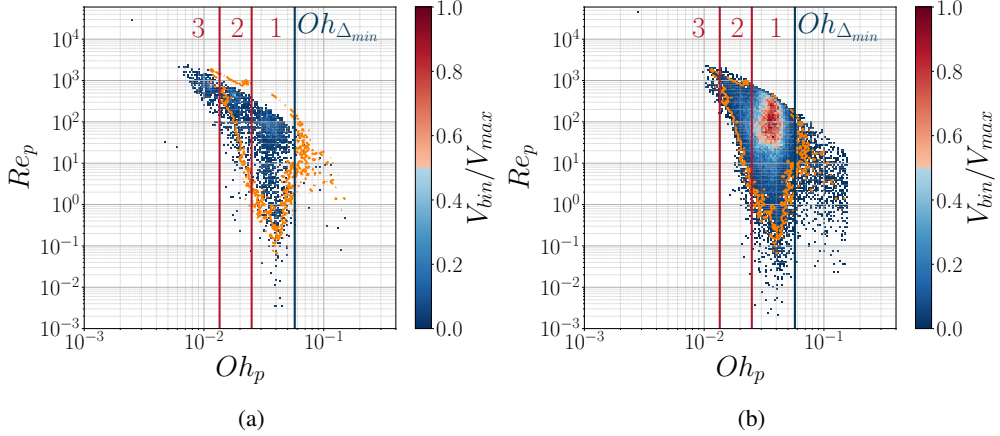 3 2 1 Oh_{Δ_{min}}
10^4
10^3
10^2
10^1
10^0
10^{-1}
10^{-2}
10^{-3}
Re_p
10^{-3} 10^{-2} 10^{-1}
Oh_p
1.0
0.8
0.6
0.4
0.2
0.0
V_{bin}/V_{max}
(a)
3 2 1 Oh_{Δ_{min}}
10^4
10^3
10^2
10^1
10^0
10^{-1}
10^{-2}
10^{-3}
Re_p
10^{-3} 10^{-2} 10^{-1}
Oh_p
1.0
0.8
0.6
0.4
0.2
0.0
V_{bin}/V_{max}
(b)